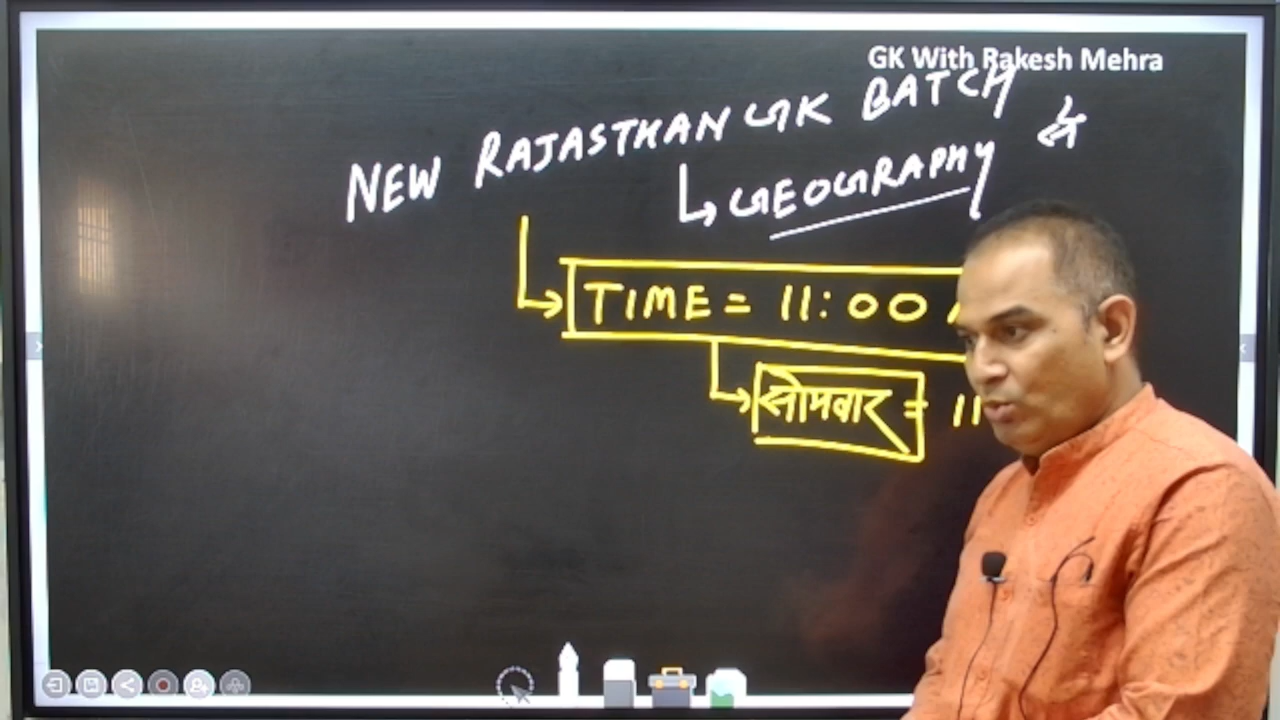 GK With Rakesh Mehra
NEW RAJASTHAN GK BATCH
GEOGRAPHY
TIME = 11:00
सोमवार = 11